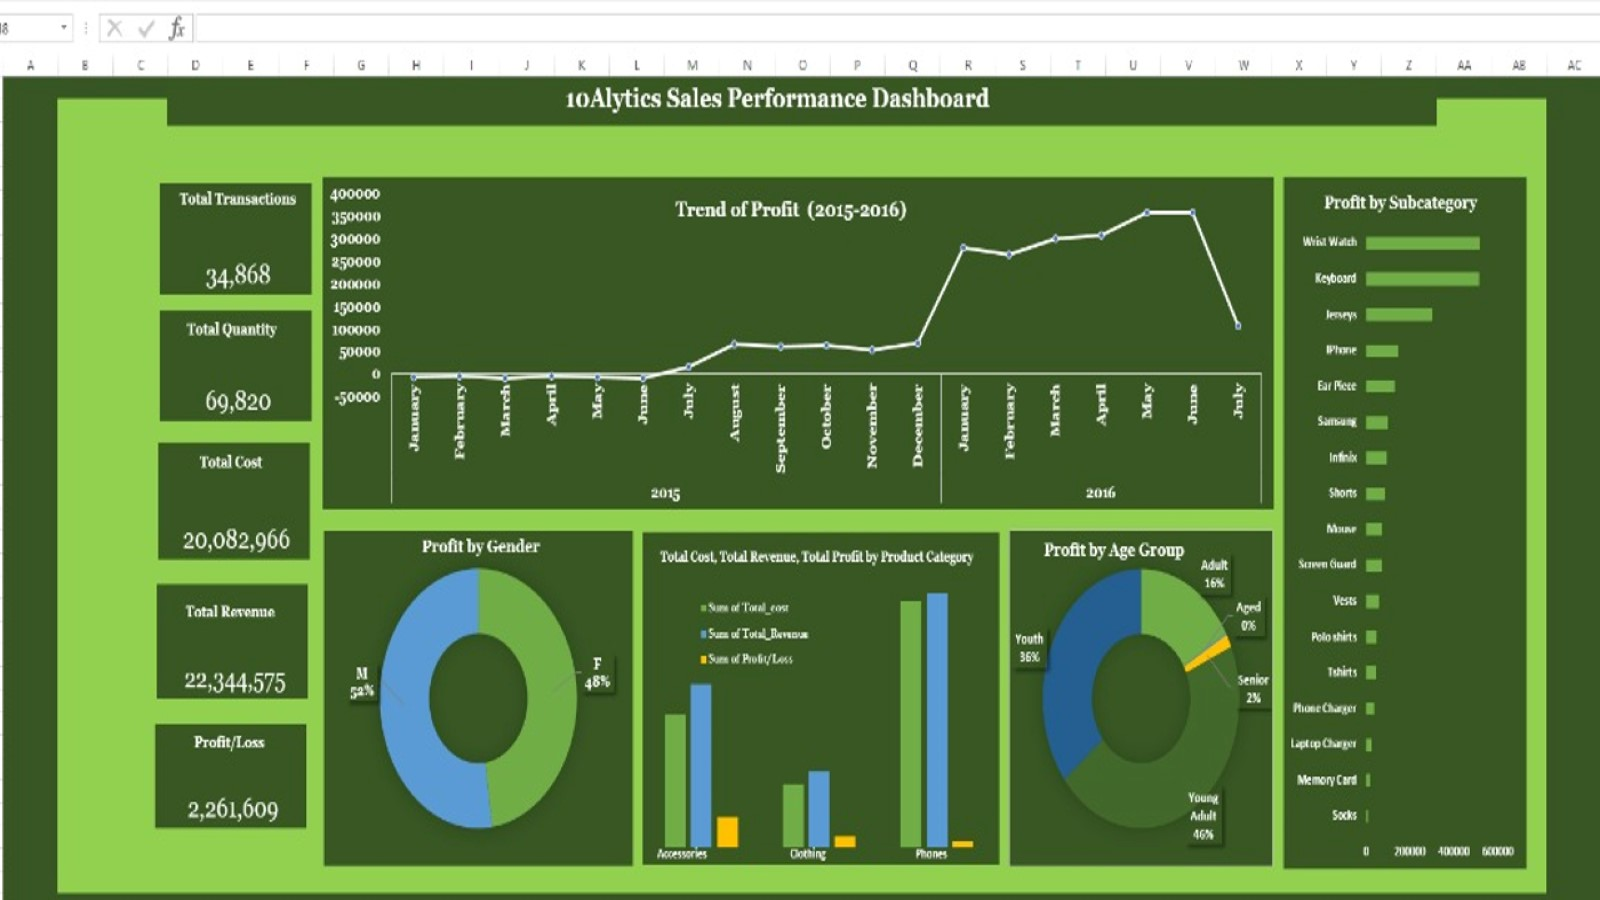 I8
fx
A B C D E F G H I J K L M N O P Q R S T U V W X Y Z AA AB AC
10Alytics Sales Performance Dashboard
Total Transactions
34,868
Total Quantity
69,820
Total Cost
20,082,966
Total Revenue
22,344,575
Profit/Loss
2,261,609
Trend of Profit (2015-2016)
400000
350000
300000
250000
200000
150000
100000
50000
0
-50000
January
February
March
April
May
June
July
August
September
October
November
December
January
February
March
April
May
June
July
2015
2016
Profit by Gender
M
52%
F
48%
Total Cost, Total Revenue, Total Profit by Product Category
Sum of Total_cost
Sum of Total_Revenue
Sum of Profit/Loss
Accessories
Clothing
Phones
Profit by Age Group
Adult
16%
Aged
0%
Youth
36%
Senior
2%
Young
Adult
46%
Profit by Subcategory
Wrist Watch
Keyboard
Jerseys
IPhone
Ear Piece
Samsung
Infinix
Shorts
Mouse
Screen Guard
Vests
Polo shirts
Tshirts
Phone Charger
Laptop Charger
Memory Card
Socks
0 200000 400000 600000